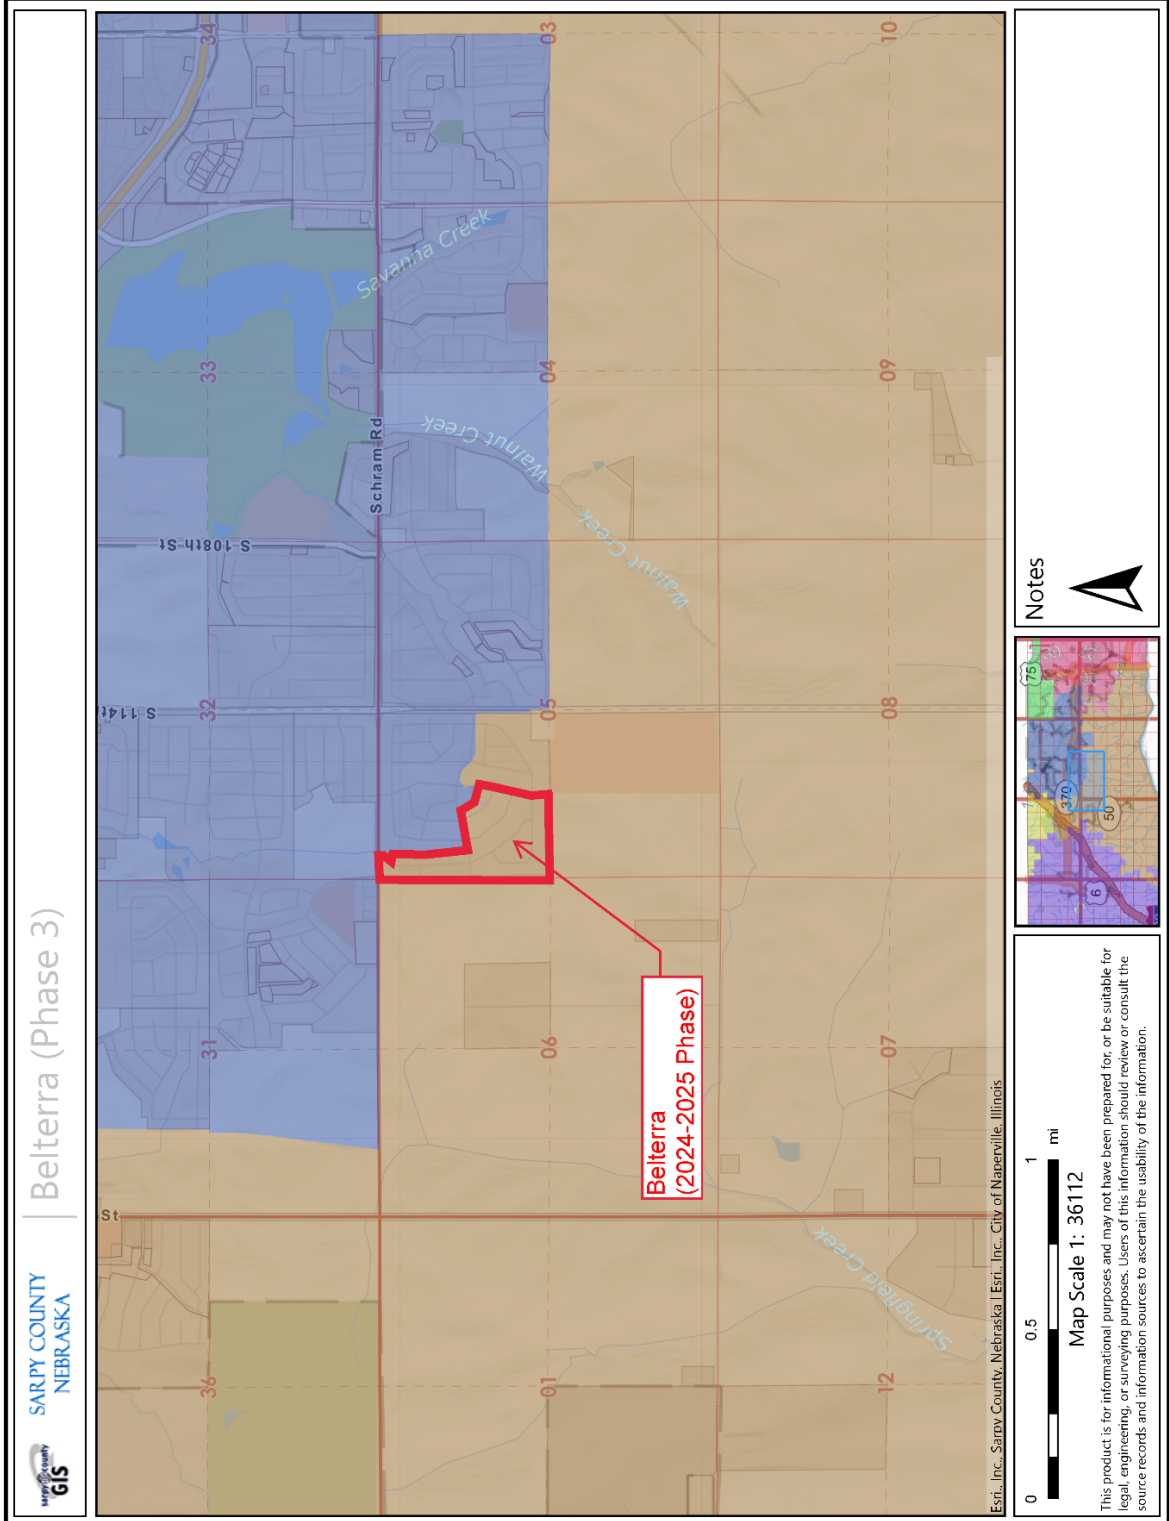 sarpy county
GIS
SARPY COUNTY
NEBRASKA
Belterra (Phase 3)
36
31
32
33
34
St
S 114t
S 108th St
Schram Rd
Savanna Creek
Walnut Creek
Walnut Creek
01
06
05
04
03
Belterra
(2024-2025 Phase)
Springfield Creek
12
07
08
09
10
Esri., Inc., Sarpy County, Nebraska | Esri., Inc., City of Naperville, Illinois
0
0.5
1
mi
Map Scale 1: 36112
This product is for informational purposes and may not have been prepared for, or be suitable for
legal, engineering, or surveying purposes. Users of this information should review or consult the
source records and information sources to ascertain the usability of the information.
75
370
50
6
Notes